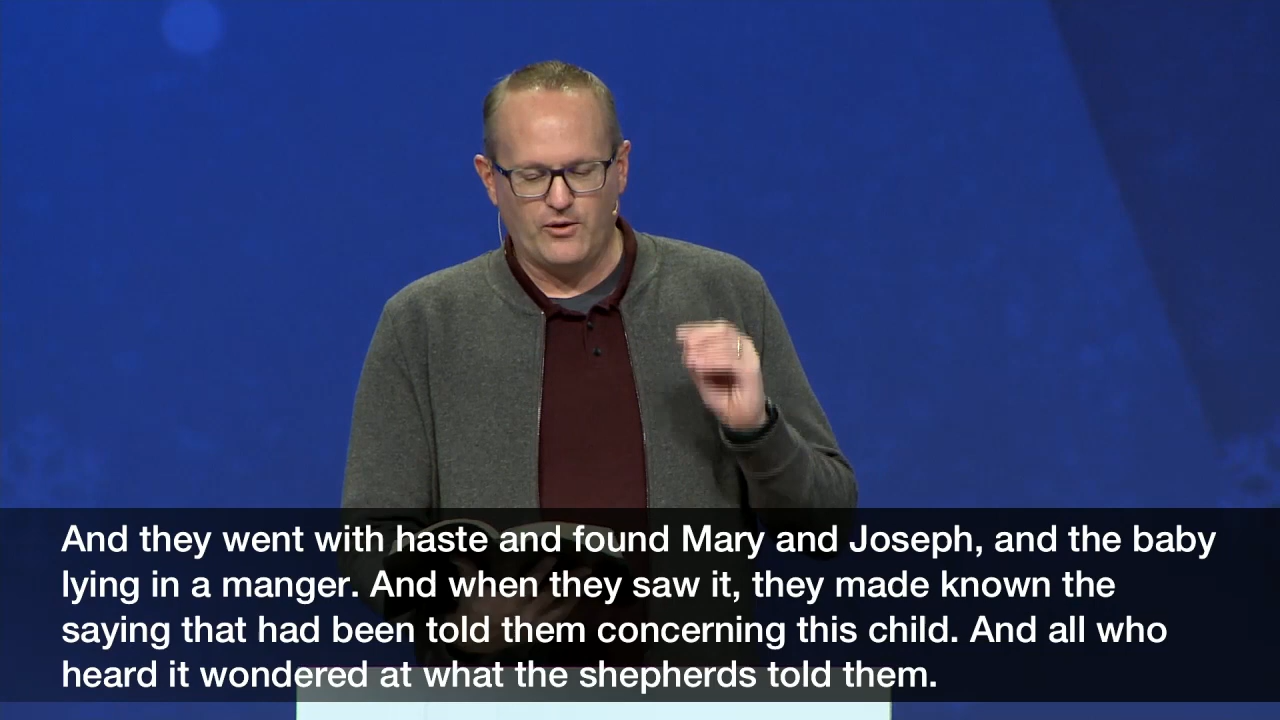 And they went with haste and found Mary and Joseph, and the baby
lying in a manger. And when they saw it, they made known the
saying that had been told them concerning this child. And all who
heard it wondered at what the shepherds told them.